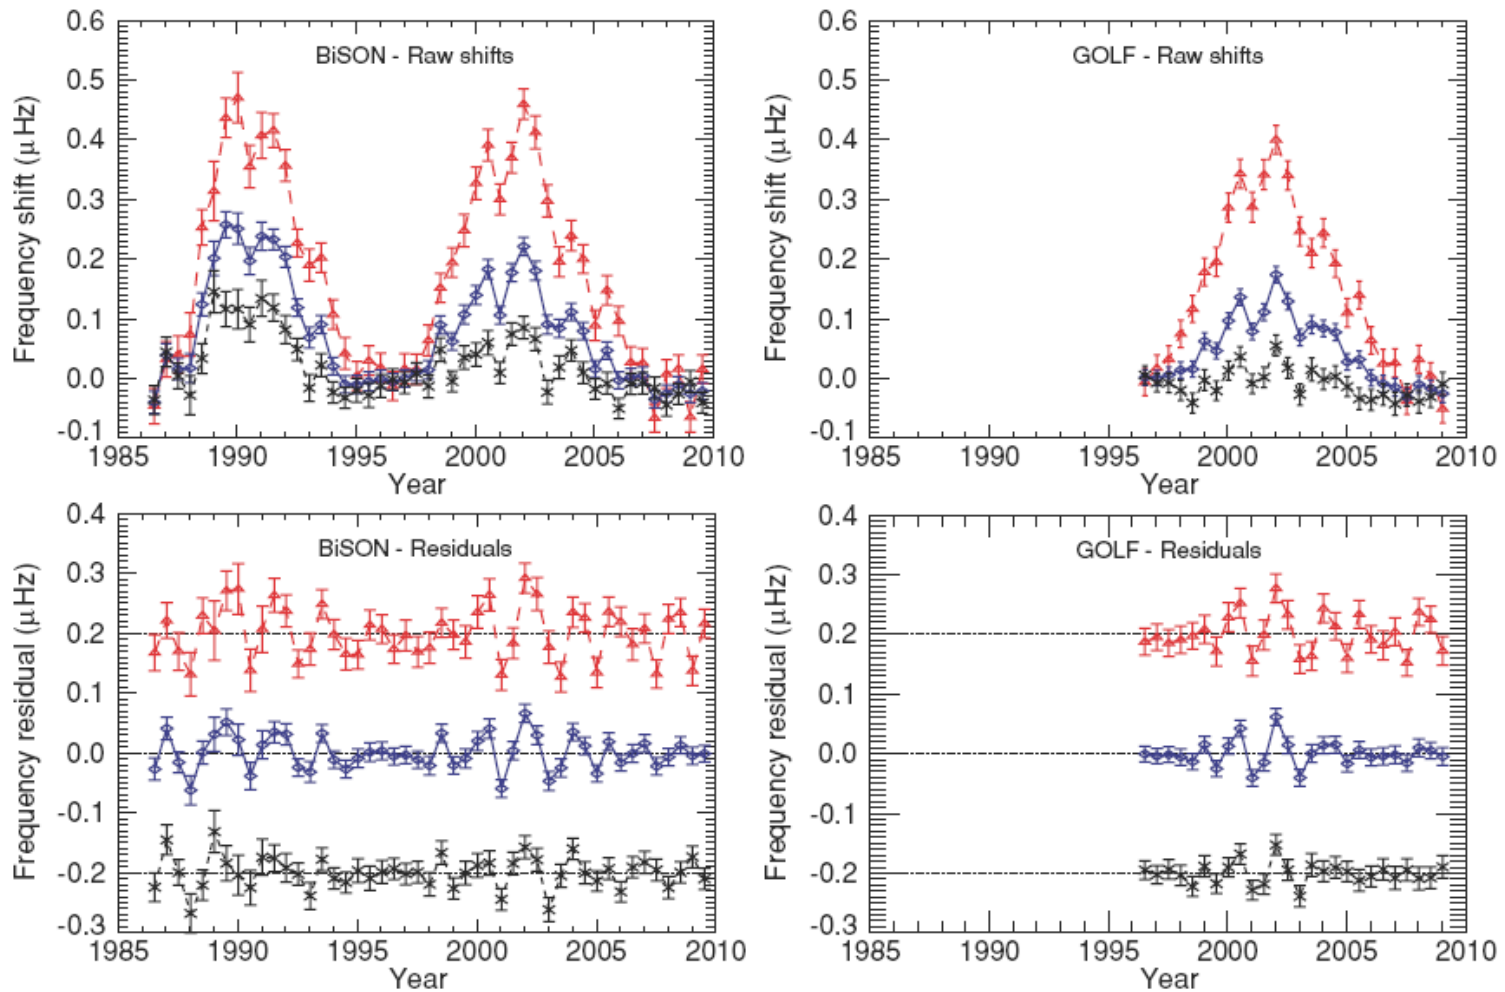 BiSON - Raw shifts
Frequency shift (μHz)
0.6
0.5
0.4
0.3
0.2
0.1
0.0
-0.1
1985 1990 1995 2000 2005 2010
Year
GOLF - Raw shifts
Frequency shift (μHz)
0.6
0.5
0.4
0.3
0.2
0.1
0.0
-0.1
1985 1990 1995 2000 2005 2010
Year
BiSON - Residuals
Frequency residual (μHz)
0.4
0.3
0.2
0.1
0.0
-0.1
-0.2
-0.3
1985 1990 1995 2000 2005 2010
Year
GOLF - Residuals
Frequency residual (μHz)
0.4
0.3
0.2
0.1
0.0
-0.1
-0.2
-0.3
1985 1990 1995 2000 2005 2010
Year